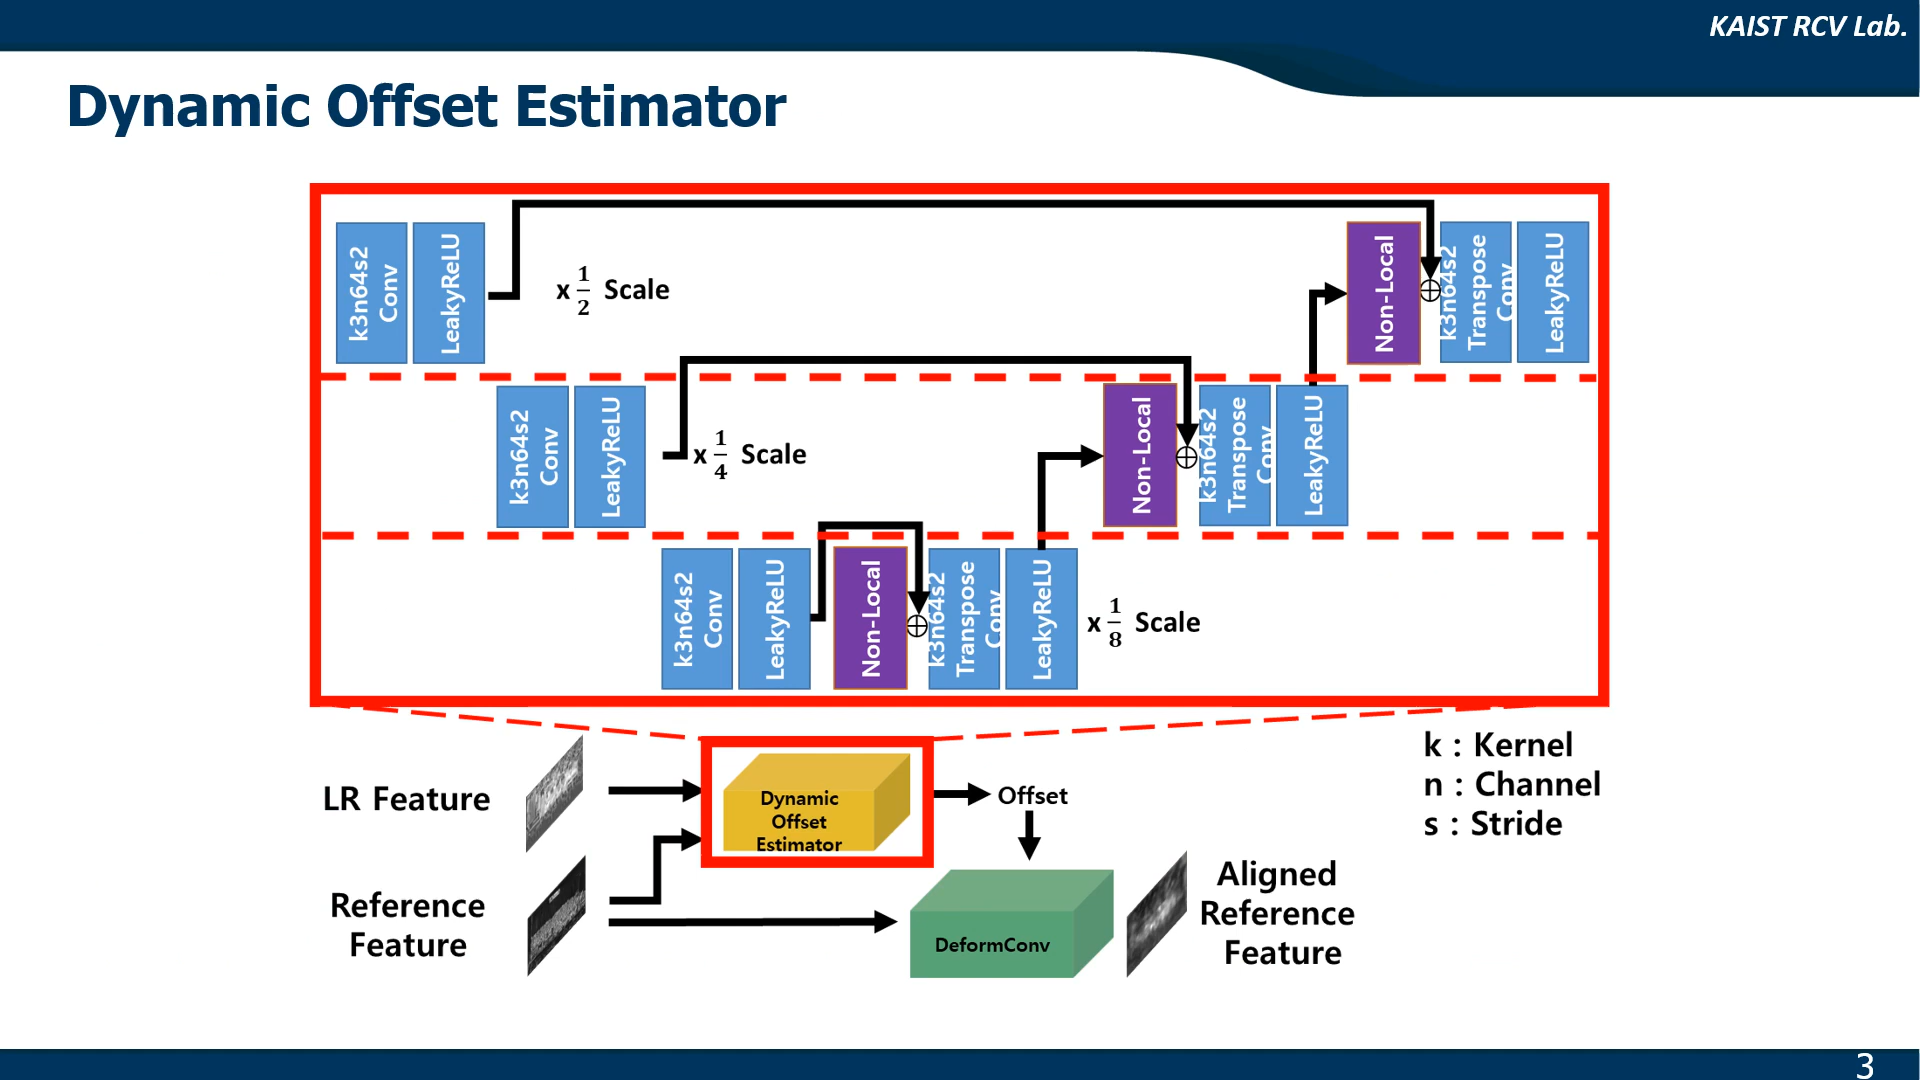 KAIST RCV Lab.
Dynamic Offset Estimator
k3n64s2
Conv
LeakyReLU
x 1/2 Scale
Non-Local
⊕
k3n64s2
Transpose
Conv
LeakyReLU
k3n64s2
Conv
LeakyReLU
x 1/4 Scale
Non-Local
⊕
k3n64s2
Transpose
Conv
LeakyReLU
k3n64s2
Conv
LeakyReLU
Non-Local
⊕
k3n64s2
Transpose
Conv
LeakyReLU
x 1/8 Scale
LR Feature
Dynamic
Offset
Estimator
Offset
k : Kernel
n : Channel
s : Stride
Reference
Feature
DeformConv
Aligned
Reference
Feature
3